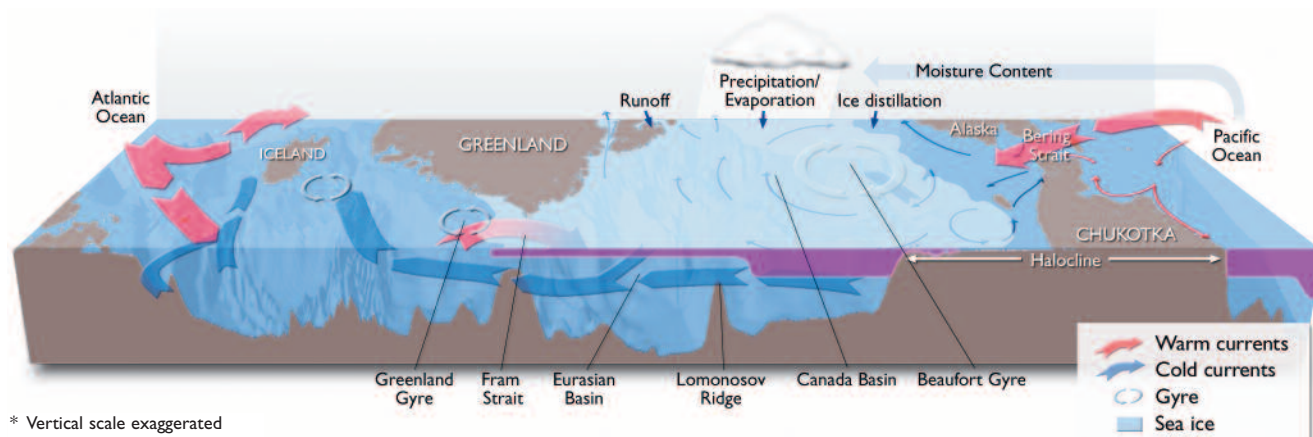 Moisture Content
Precipitation/
Evaporation
Runoff
Ice distillation
Atlantic
Ocean
GREENLAND
ICELAND
Alaska
Bering
Strait
Pacific
Ocean
CHUKOTKA
Halocline
Greenland
Gyre
Fram
Strait
Eurasian
Basin
Lomonosov
Ridge
Canada Basin
Beaufort Gyre
Warm currents
Cold currents
Gyre
Sea ice
* Vertical scale exaggerated